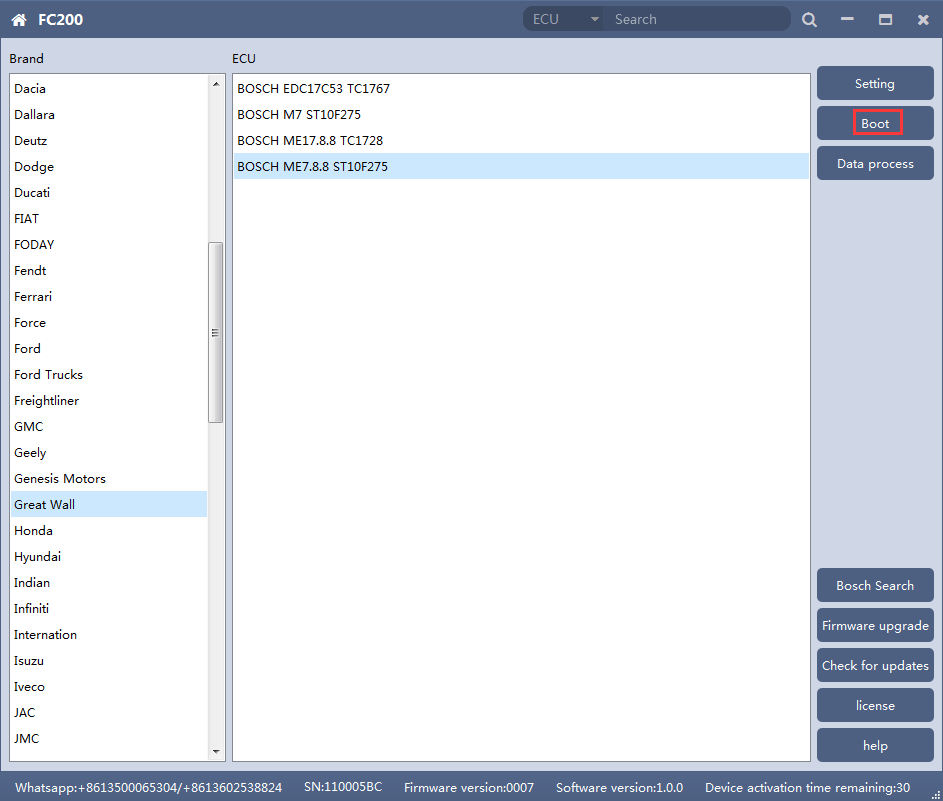 FC200
ECU
Search
Brand
ECU
Dacia
Dallara
Deutz
Dodge
Ducati
FIAT
FODAY
Fendt
Ferrari
Force
Ford
Ford Trucks
Freightliner
GMC
Geely
Genesis Motors
Great Wall
Honda
Hyundai
Indian
Infiniti
Internation
Isuzu
Iveco
JAC
JMC
BOSCH EDC17C53 TC1767
BOSCH M7 ST10F275
BOSCH ME17.8.8 TC1728
BOSCH ME7.8.8 ST10F275
Setting
Boot
Data process
Bosch Search
Firmware upgrade
Check for updates
license
help
Whatsapp:+8613500065304/+8613602538824 SN:110005BC Firmware version:0007 Software version:1.0.0 Device activation time remaining:30